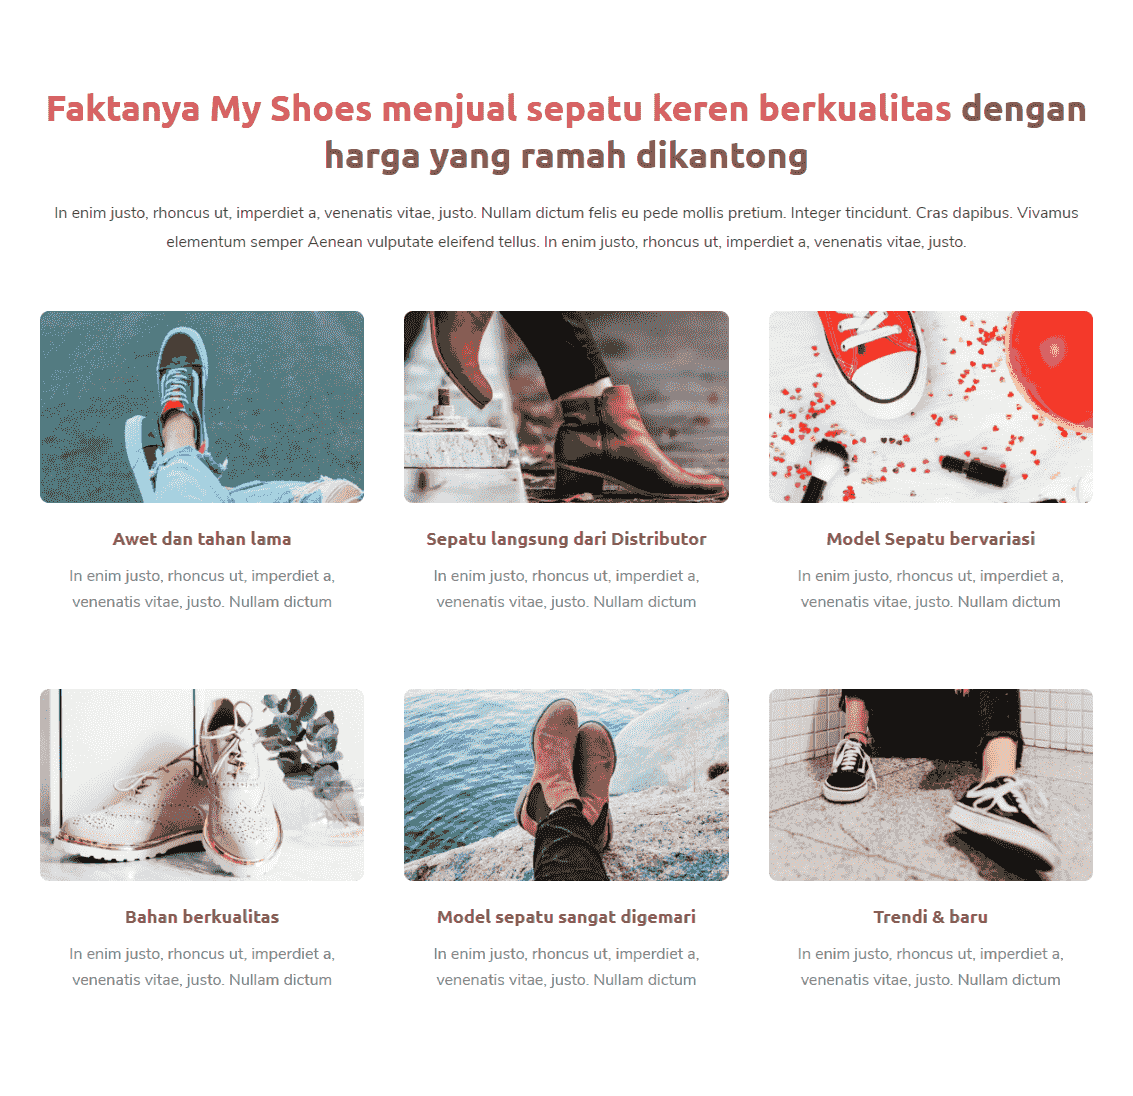 Faktanya My Shoes menjual sepatu keren berkualitas dengan
harga yang ramah dikantong
In enim justo, rhoncus ut, imperdiet a, venenatis vitae, justo. Nullam dictum felis eu pede mollis pretium. Integer tincidunt. Cras dapibus. Vivamus
elementum semper Aenean vulputate eleifend tellus. In enim justo, rhoncus ut, imperdiet a, venenatis vitae, justo.
Awet dan tahan lama
In enim justo, rhoncus ut, imperdiet a,
venenatis vitae, justo. Nullam dictum
Sepatu langsung dari Distributor
In enim justo, rhoncus ut, imperdiet a,
venenatis vitae, justo. Nullam dictum
Model Sepatu bervariasi
In enim justo, rhoncus ut, imperdiet a,
venenatis vitae, justo. Nullam dictum
Bahan berkualitas
In enim justo, rhoncus ut, imperdiet a,
venenatis vitae, justo. Nullam dictum
Model sepatu sangat digemari
In enim justo, rhoncus ut, imperdiet a,
venenatis vitae, justo. Nullam dictum
Trendi & baru
In enim justo, rhoncus ut, imperdiet a,
venenatis vitae, justo. Nullam dictum